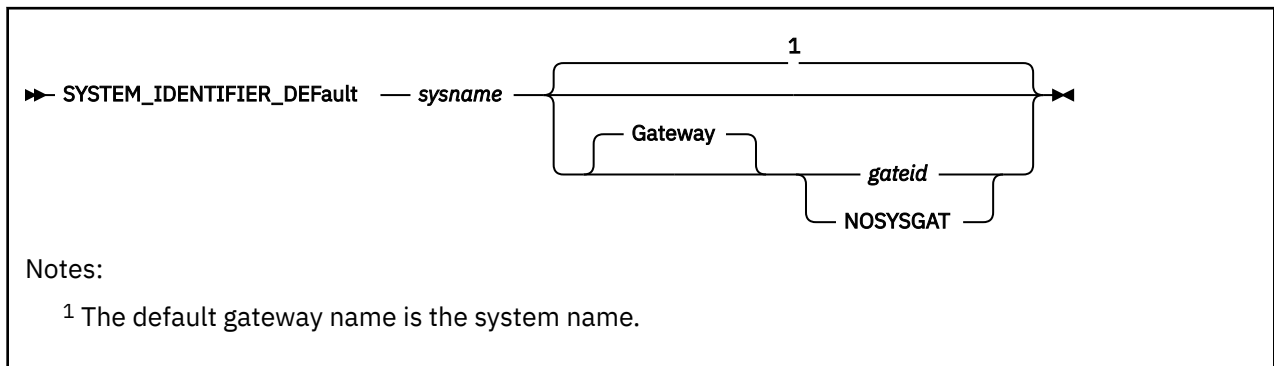 1
SYSTEM_IDENTIFIER_DEFault sysname
Gateway
gateid
NOSYSGAT
Notes:
1 The default gateway name is the system name.